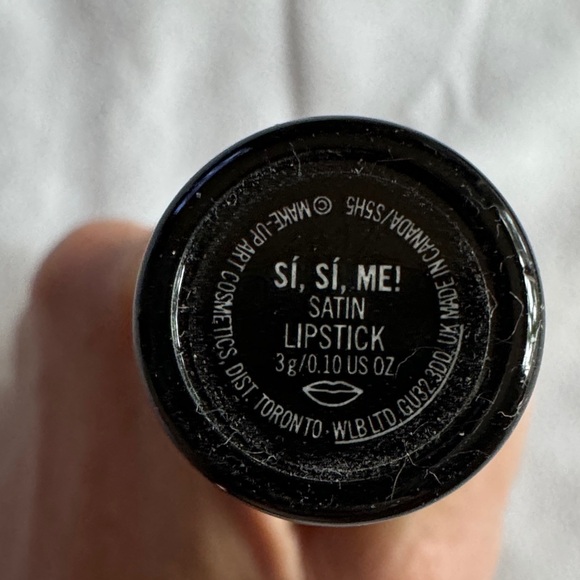 SÍ, SÍ, ME!
SATIN
LIPSTICK
3g/0.10 US OZ
© MAKE-UP ART COSMETICS, DIST. TORONTO · WLB LTD, GU32 3DD, UK MADE IN CANADA/S5H5